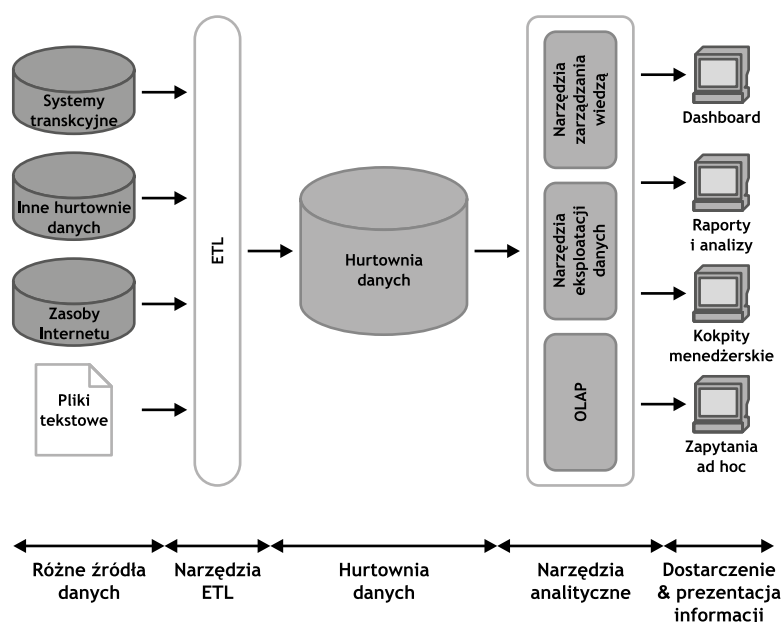 Systemy
transkcyjne
Inne hurtownie
danych
Zasoby
Internetu
Pliki
tekstowe
ETL
Hurtownia
danych
Narzędzia
zarządzania
wiedzą
Narzędzia
eksploatacji
danych
OLAP
Dashboard
Raporty
i analizy
Kokpity
menedżerskie
Zapytania
ad hoc
Różne źródła
danych
Narzędzia
ETL
Hurtownia
danych
Narzędzia
analityczne
Dostarczenie
& prezentacja
informacji